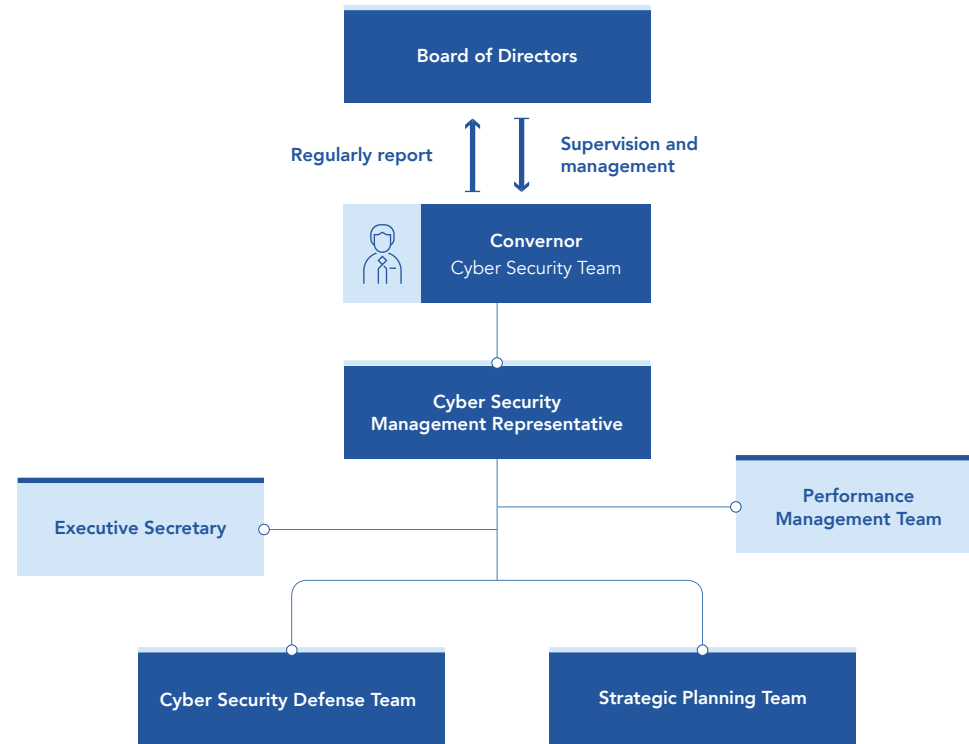 Board of Directors
Regularly report
Supervision and
management
Convernor
Cyber Security Team
Cyber Security
Management Representative
Executive Secretary
Performance
Management Team
Cyber Security Defense Team
Strategic Planning Team